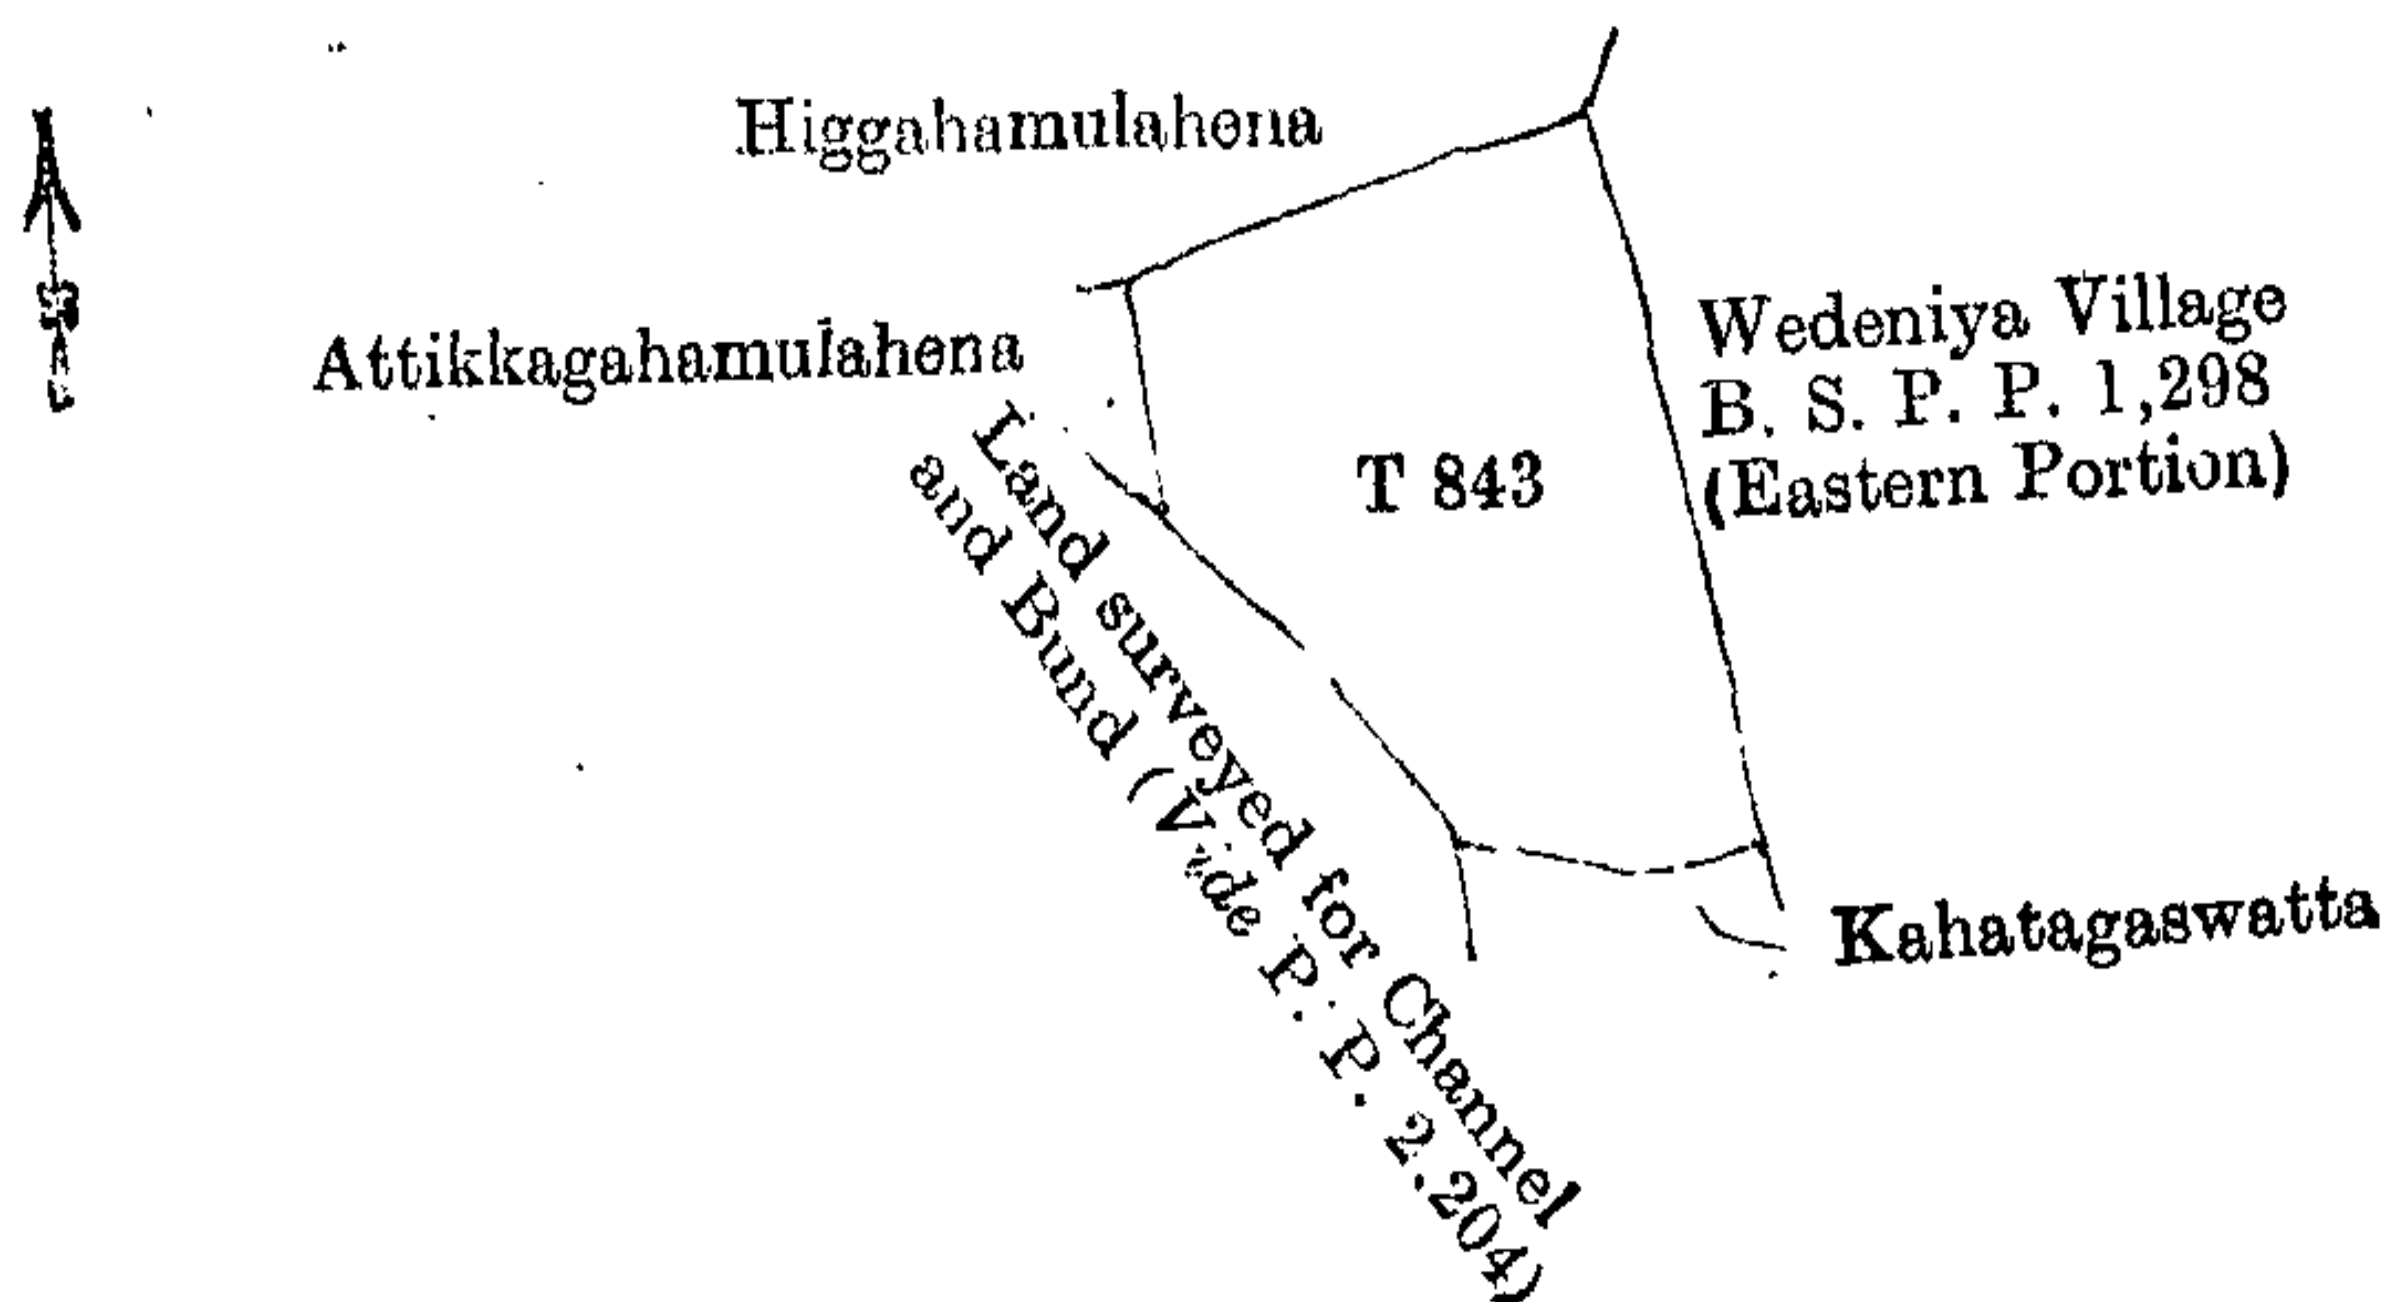 Higgahamulahena
Attikkagahamulahena
Wedeniya Village
B. S. P. P. 1,298
(Eastern Portion)
T 843
Land surveyed for Channel
and Bund (Vide P. P. 2,204)
Kahatagaswatta